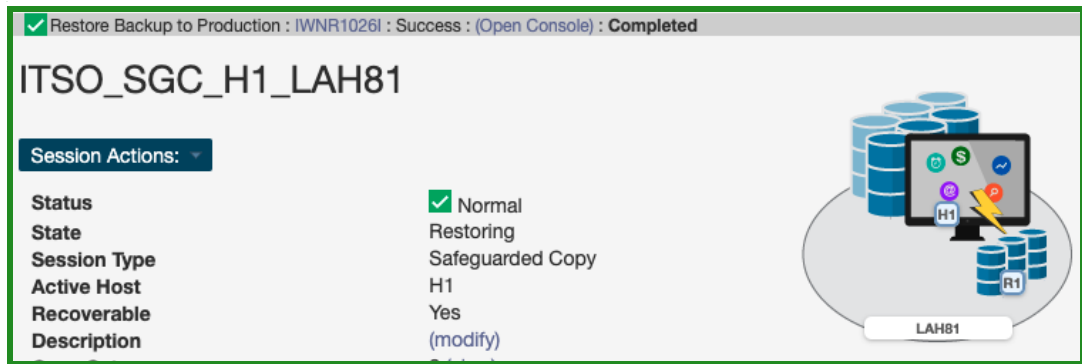 Restore Backup to Production : IWNR1026I : Success : (Open Console) : Completed
ITSO_SGC_H1_LAH81
Session Actions:
Status Normal
State Restoring
Session Type Safeguarded Copy
Active Host H1
Recoverable Yes
Description (modify)
$
@
H1
R1
LAH81